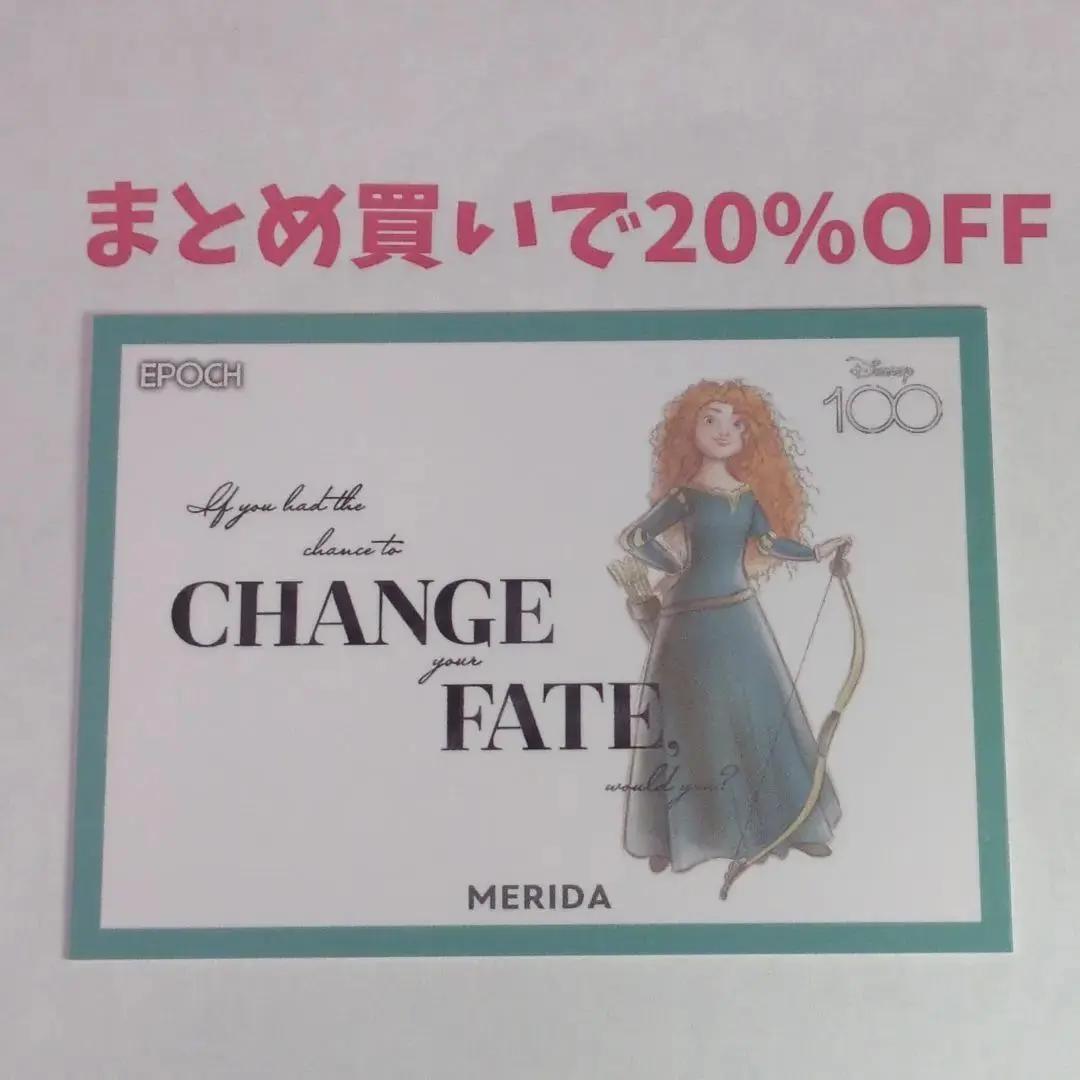 まとめ買いで20%OFF
EPOCH
Disney
100
If you had the
chance to
CHANGE
your
FATE,
would you?
MERIDA